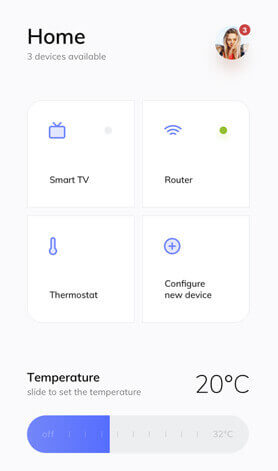 Home
3
3 devices available
Smart TV
Router
Thermostat
Configure
new device
Temperature
slide to set the temperature
20°C
off
32°C